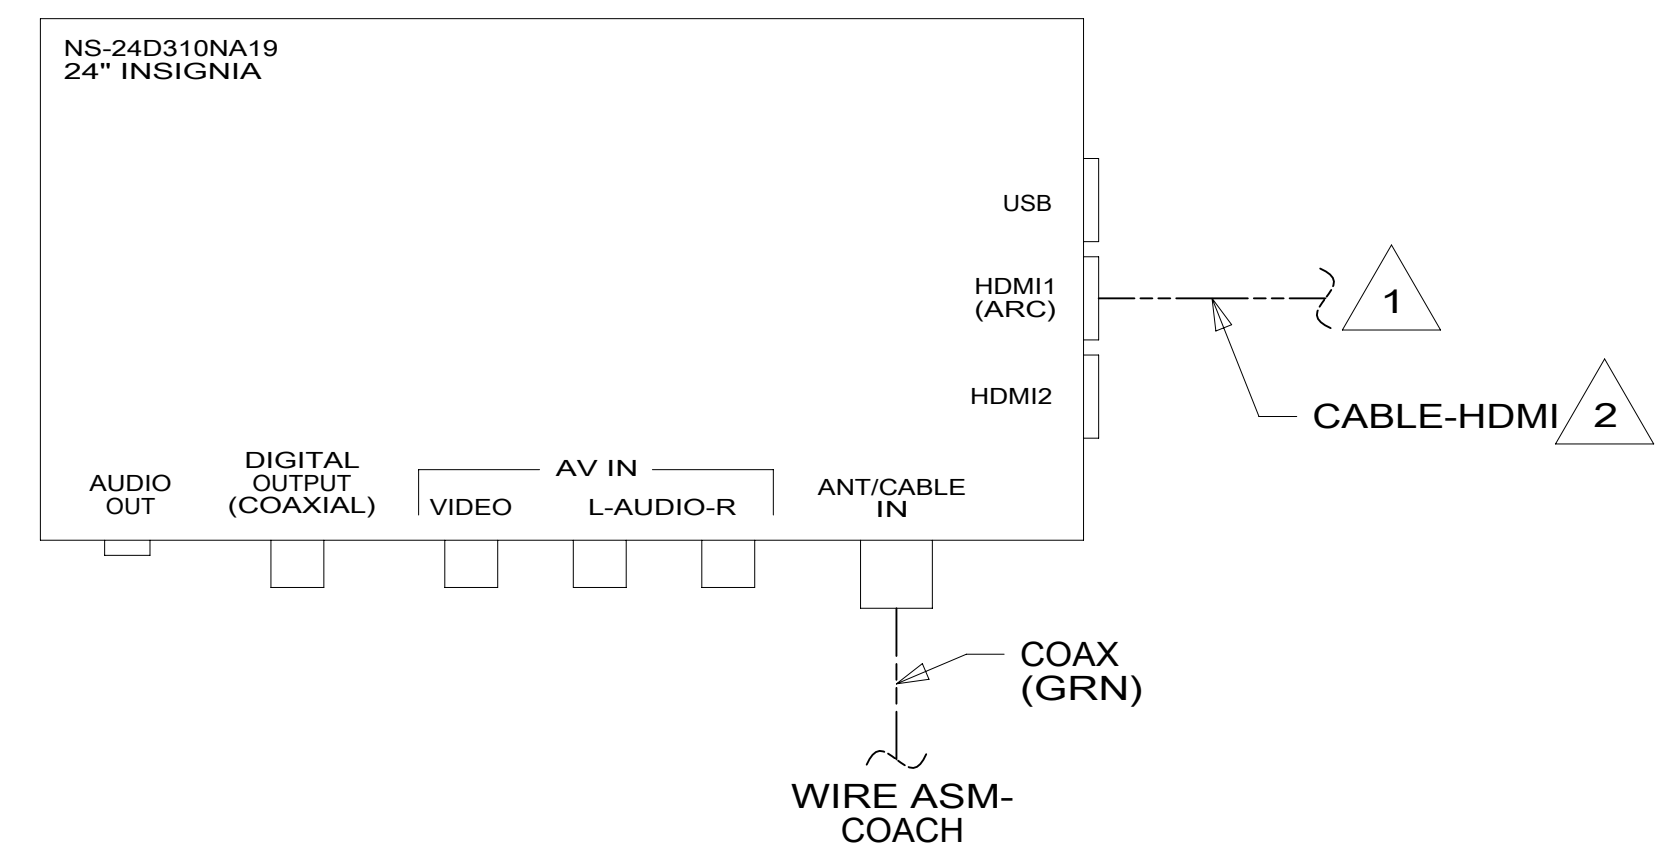 NS-24D310NA19
24" INSIGNIA
USB
HDMI1
(ARC)
1
HDMI2
CABLE-HDMI 2
AUDIO
OUT
DIGITAL
OUTPUT
(COAXIAL)
AV IN
VIDEO
L-AUDIO-R
ANT/CABLE
IN
COAX
(GRN)
WIRE ASM-
COACH